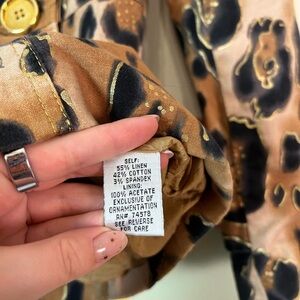 SELF:
55% LINEN
42% COTTON
3% SPANDEX
LINING:
100% ACETATE
EXCLUSIVE OF
ORNAMENTATION
RN# 74578
SEE REVERSE
FOR CARE